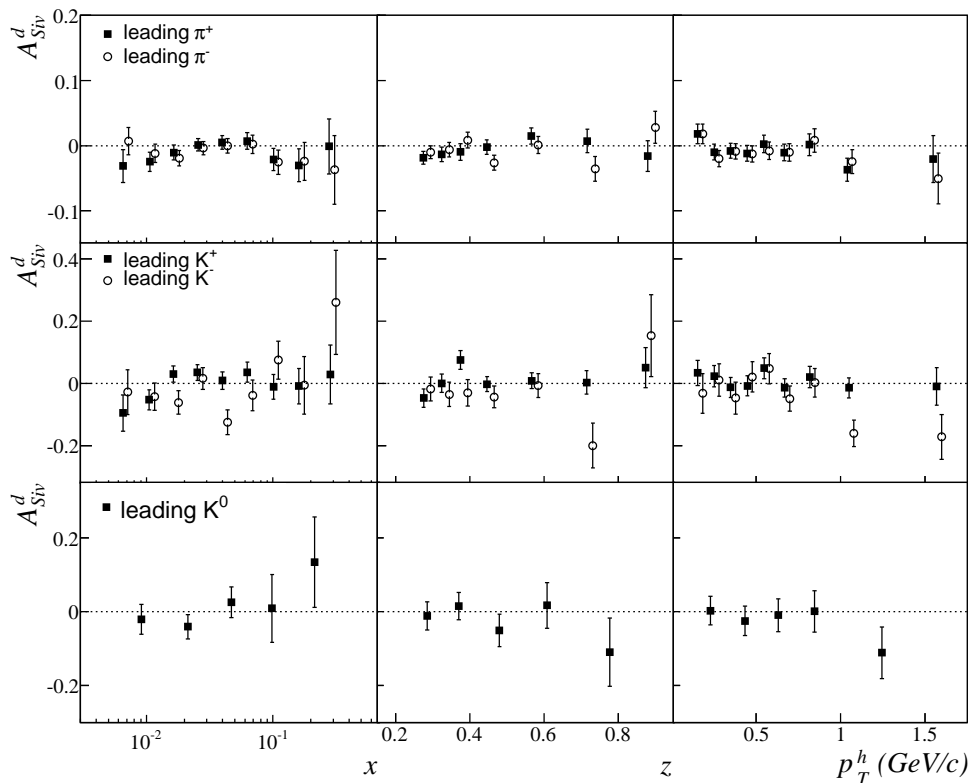 A^d_Siv
0.2
0.1
0
-0.1
leading π⁺
leading π⁻
A^d_Siv
0.4
0.2
0
-0.2
leading K⁺
leading K⁻
A^d_Siv
0.2
0
-0.2
leading K⁰
10⁻² 10⁻¹ 0.2 0.4 0.6 0.8 0.5 1 1.5
x z p_T^h (GeV/c)